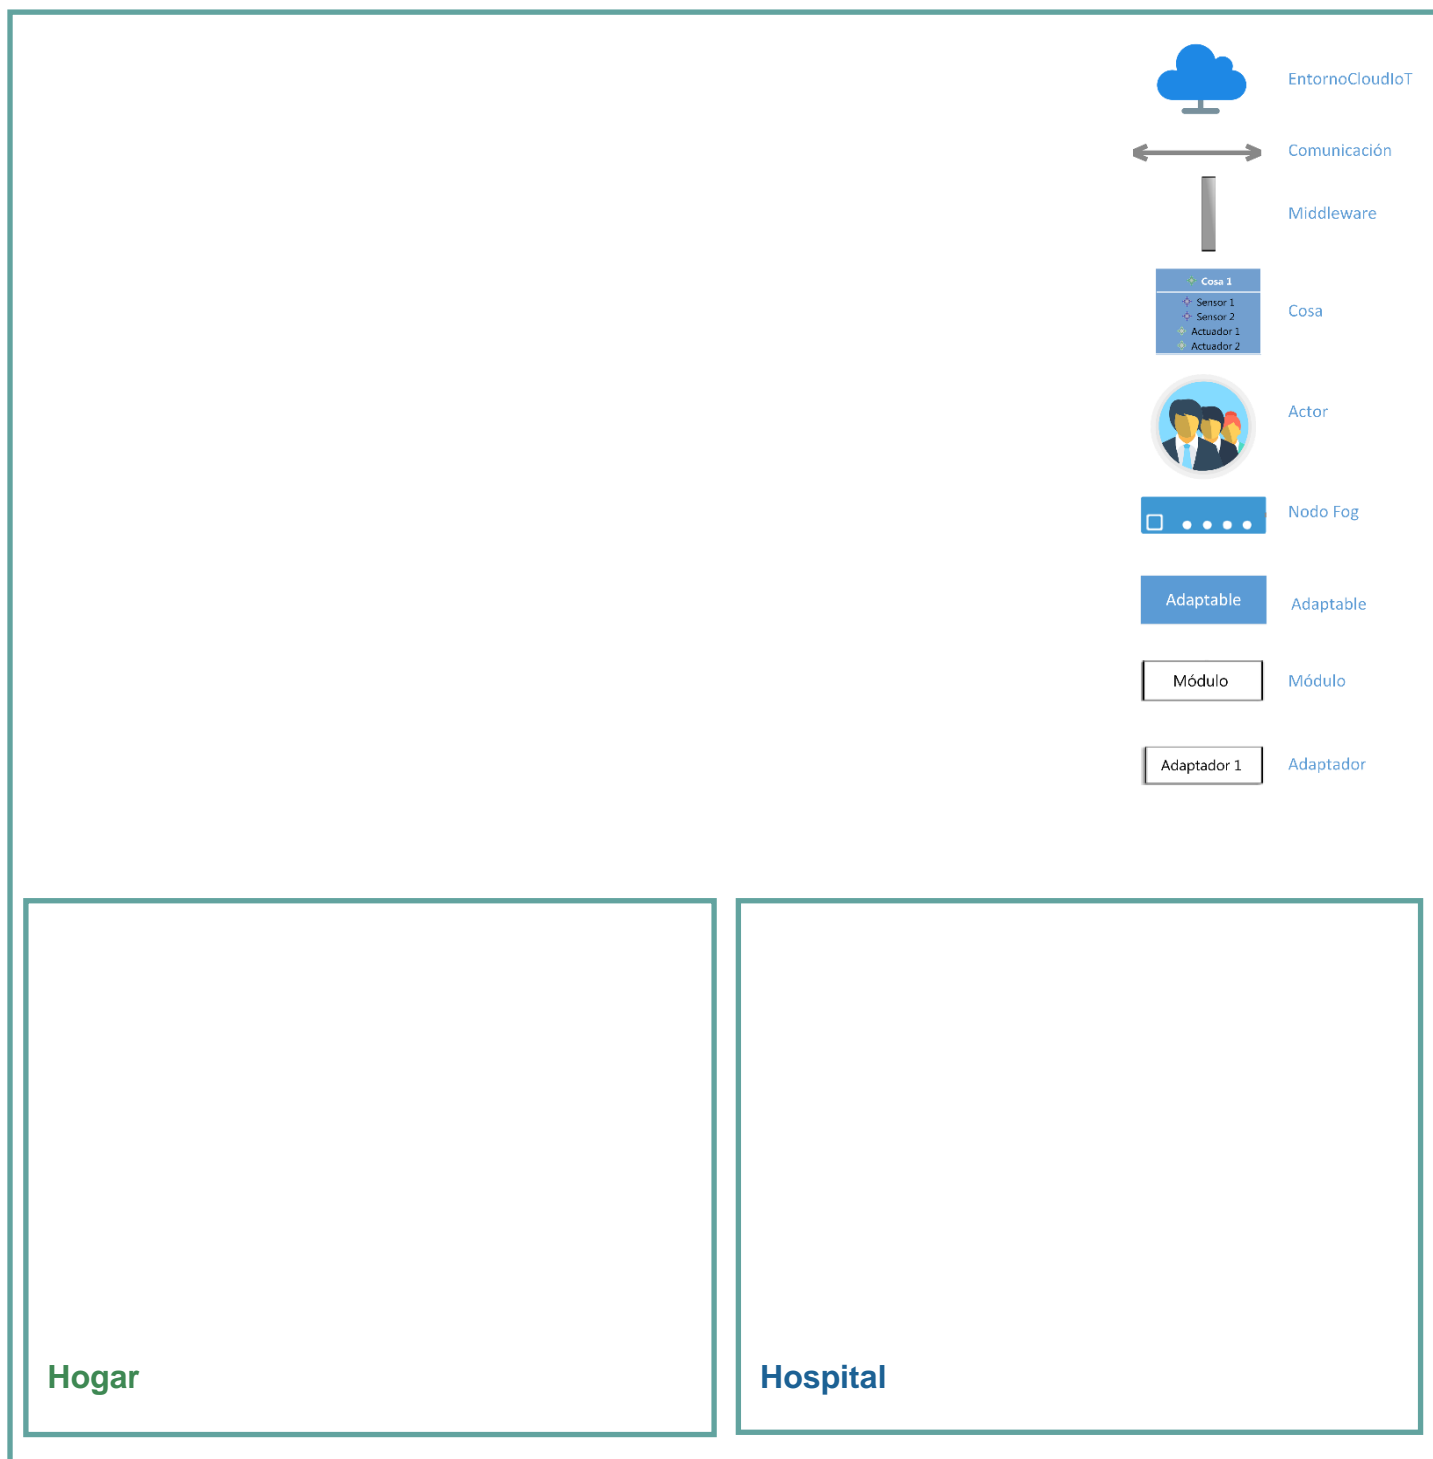 EntornoCloudIoT
Comunicación
Middleware
Cosa 1
Sensor 1
Sensor 2
Actuador 1
Actuador 2
Cosa
Actor
Nodo Fog
Adaptable
Adaptable
Módulo
Módulo
Adaptador 1
Adaptador
Hogar
Hospital